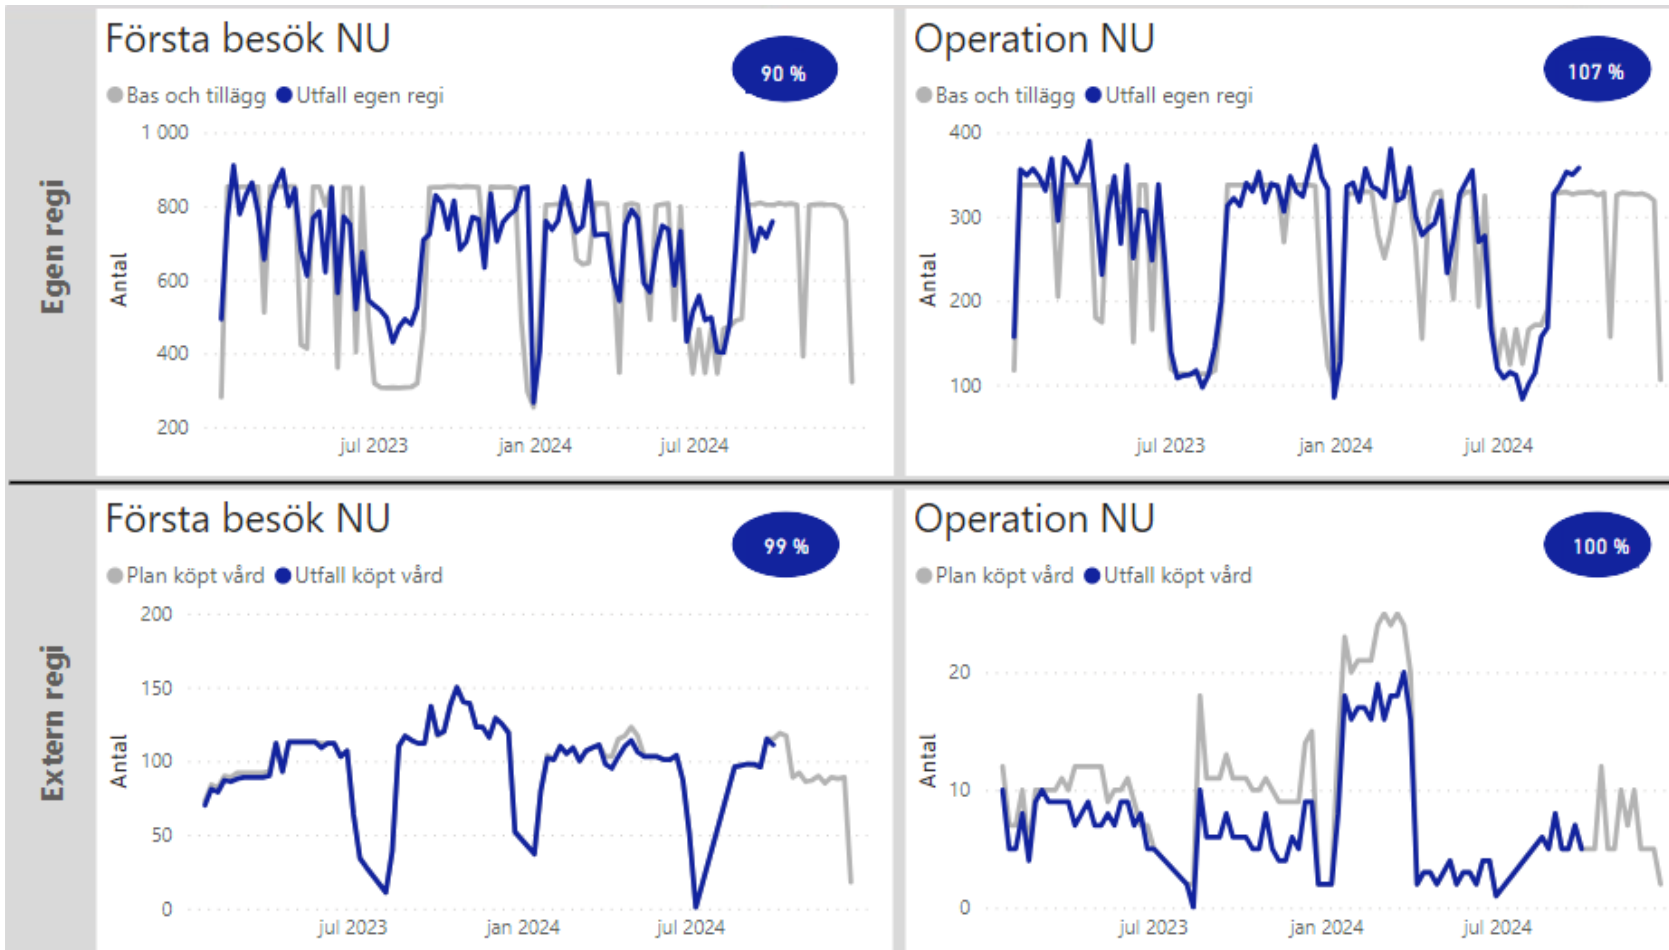 Egen regi
Första besök NU
90 %
Bas och tillägg Utfall egen regi
Antal
1 000
800
600
400
200
jul 2023 jan 2024 jul 2024
Operation NU
107 %
Bas och tillägg Utfall egen regi
Antal
400
300
200
100
jul 2023 jan 2024 jul 2024
Extern regi
Första besök NU
99 %
Plan köpt vård Utfall köpt vård
Antal
200
150
100
50
0
jul 2023 jan 2024 jul 2024
Operation NU
100 %
Plan köpt vård Utfall köpt vård
Antal
20
10
0
jul 2023 jan 2024 jul 2024